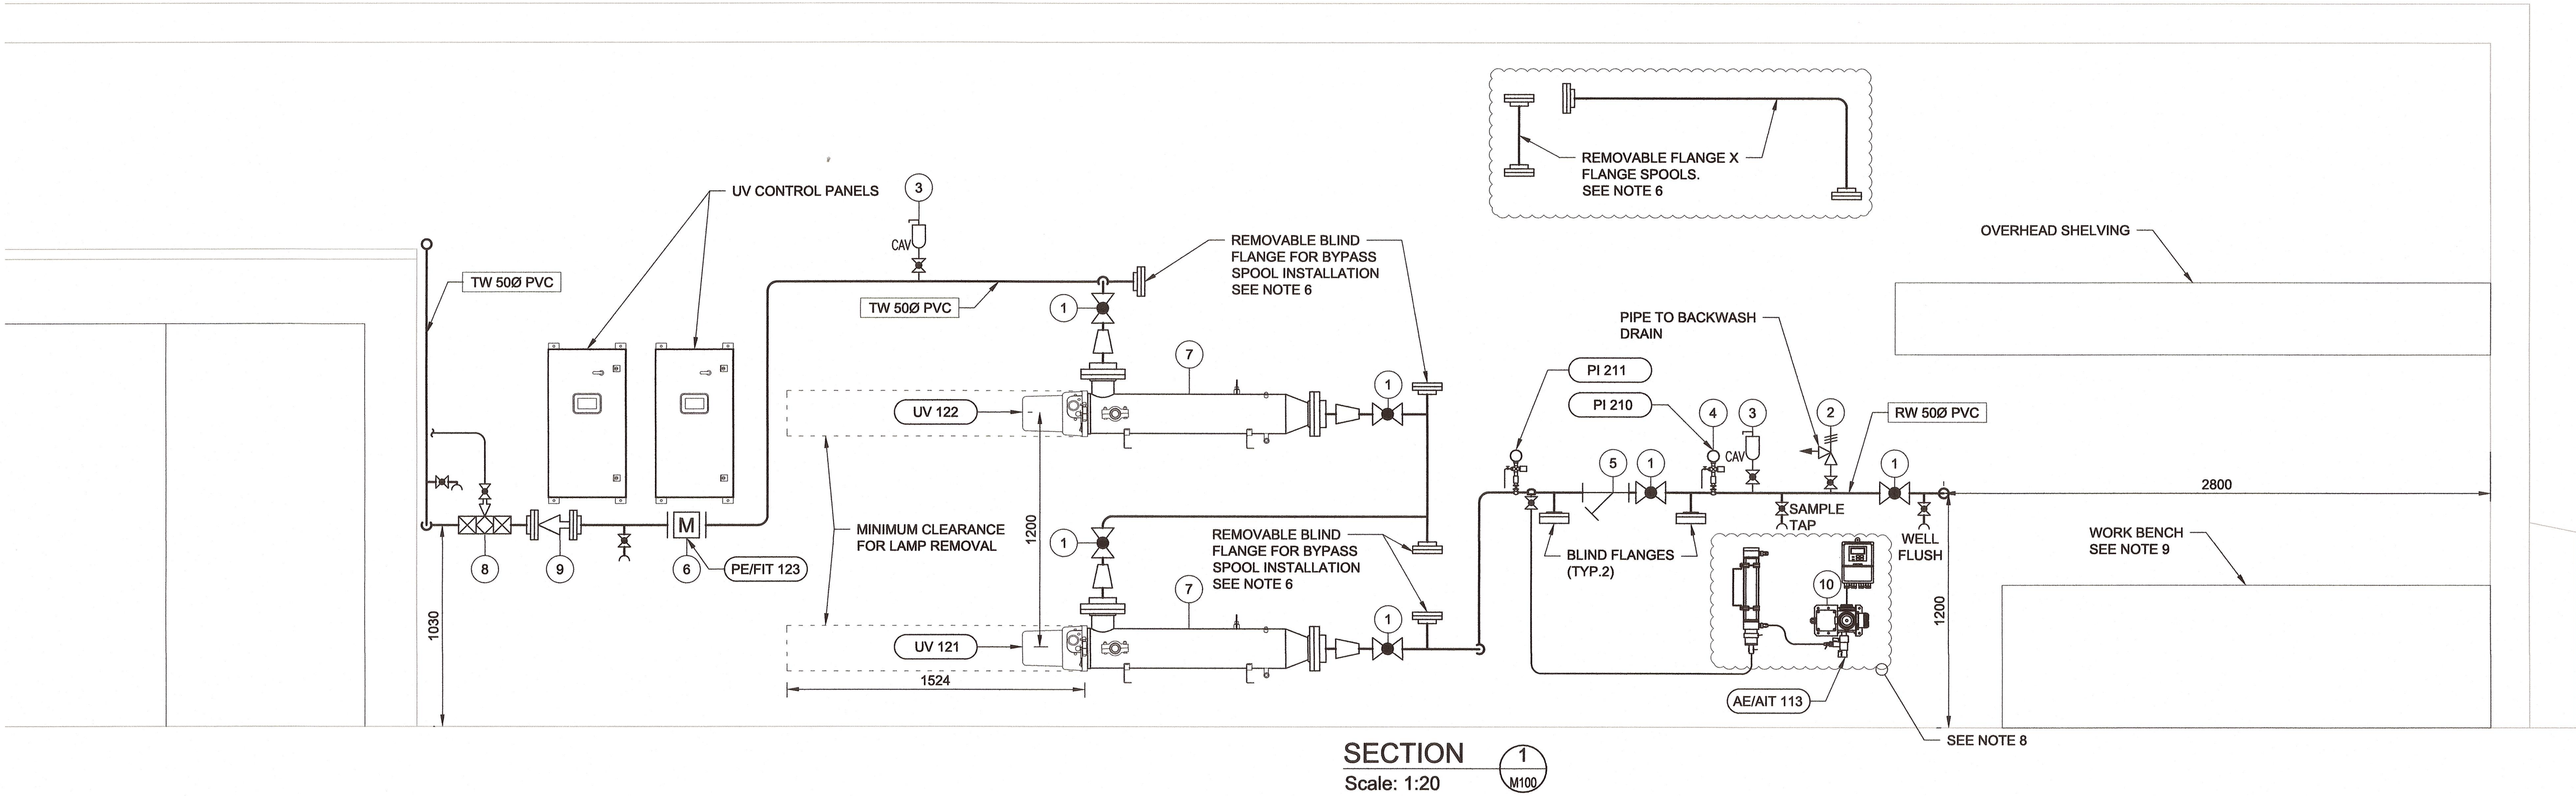 REMOVABLE FLANGE X
FLANGE SPOOLS.
SEE NOTE 6
UV CONTROL PANELS
3
CAV
REMOVABLE BLIND
FLANGE FOR BYPASS
SPOOL INSTALLATION
SEE NOTE 6
OVERHEAD SHELVING
TW 50Ø PVC
TW 50Ø PVC
1
PIPE TO BACKWASH
DRAIN
7
PI 211
PI 210
UV 122
1
4
3
2
RW 50Ø PVC
CAV
5
1
1
2800
SAMPLE
TAP
M
MINIMUM CLEARANCE
FOR LAMP REMOVAL
1200
1
REMOVABLE BLIND
FLANGE FOR BYPASS
SPOOL INSTALLATION
SEE NOTE 6
BLIND FLANGES
(TYP.2)
WELL
FLUSH
WORK BENCH
SEE NOTE 9
8
9
6
PE/FIT 123
7
10
1030
1
1200
UV 121
1524
AE/AIT 113
SEE NOTE 8
SECTION
Scale: 1:20
1
M100